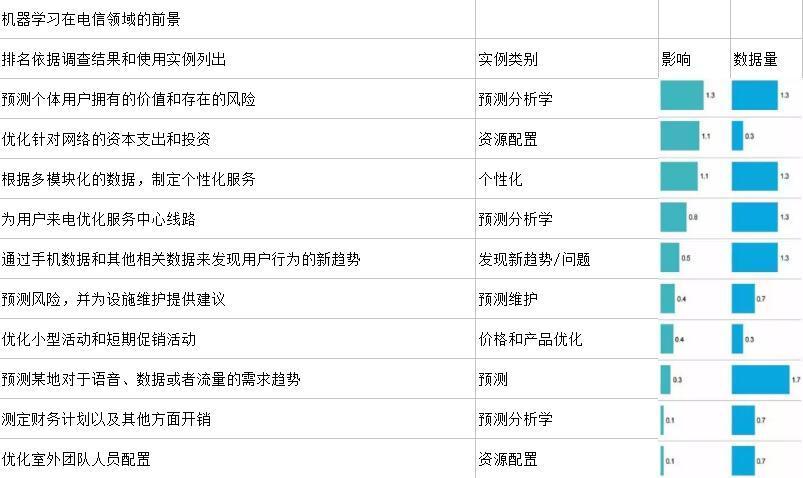 机器学习在电信领域的前景
排名依据调查结果和使用实例列出 实例类别 影响 数据量
预测个体用户拥有的价值和存在的风险 预测分析学 1.3 1.3
优化针对网络的资本支出和投资 资源配置 1.1 0.3
根据多模块化的数据，制定个性化服务 个性化 1.1 1.3
为用户来电优化服务中心线路 预测分析学 0.8 1.3
通过手机数据和其他相关数据来发现用户行为的新趋势 发现新趋势/问题 0.5 1.3
预测风险，并为设施维护提供建议 预测维护 0.4 0.7
优化小型活动和短期促销活动 价格和产品优化 0.4 0.3
预测某地对于语音、数据或者流量的需求趋势 预测 0.3 1.7
测定财务计划以及其他方面开销 预测分析学 0.1 0.7
优化室外团队人员配置 资源配置 0.1 0.7